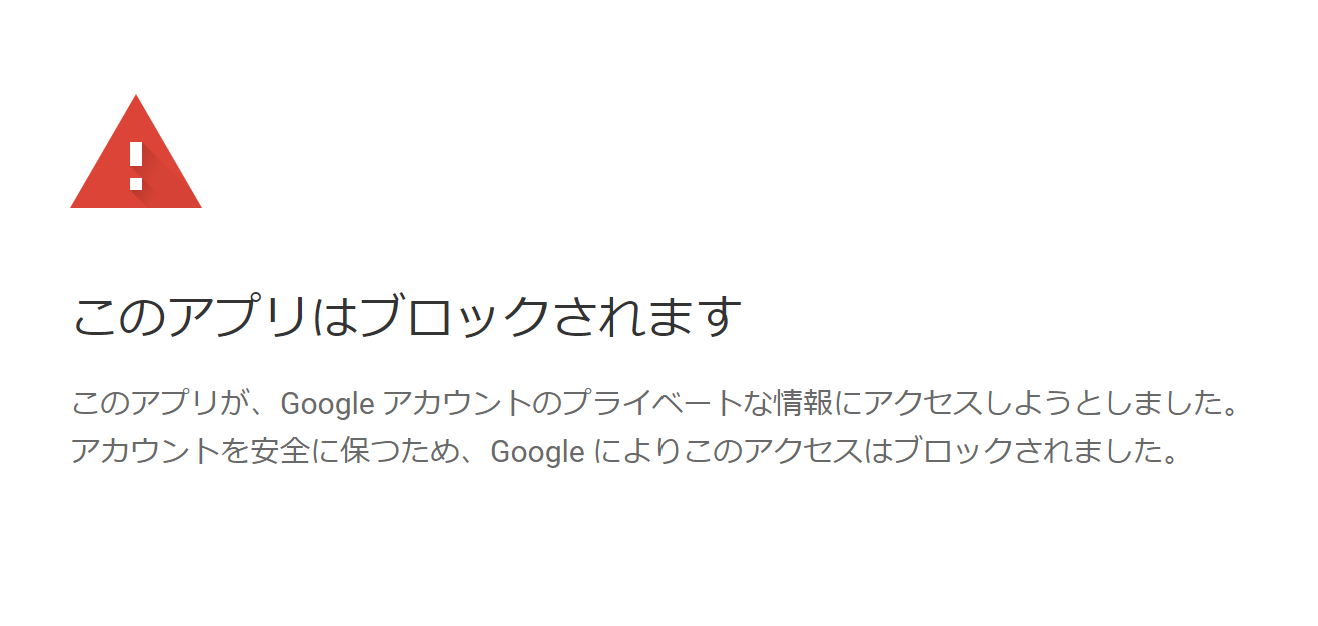 このアプリはブロックされます
このアプリが、Google アカウントのプライベートな情報にアクセスしようとしました。
アカウントを安全に保つため、Google によりこのアクセスはブロックされました。